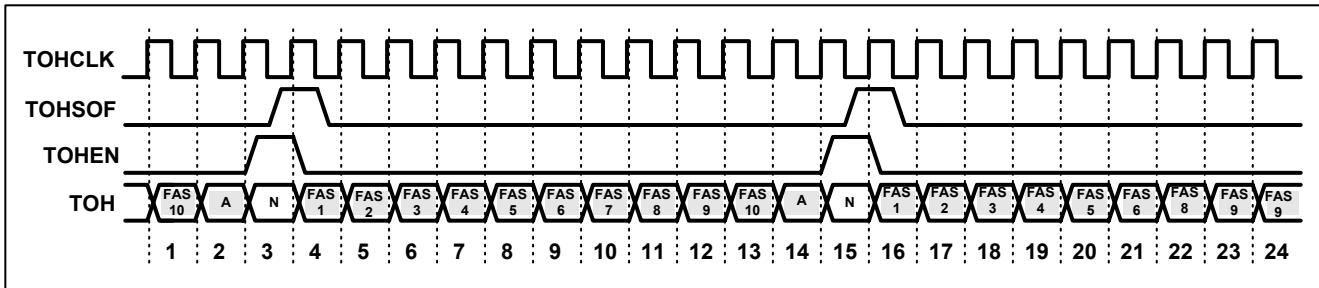 TOHCLK
TOHSOF
TOHEN
TOH FAS 10 A N FAS 1 FAS 2 FAS 3 FAS 4 FAS 5 FAS 6 FAS 7 FAS 8 FAS 9 FAS 10 A N FAS 1 FAS 2 FAS 3 FAS 4 FAS 5 FAS 6 FAS 8 FAS 9 FAS 9
1 2 3 4 5 6 7 8 9 10 11 12 13 14 15 16 17 18 19 20 21 22 23 24